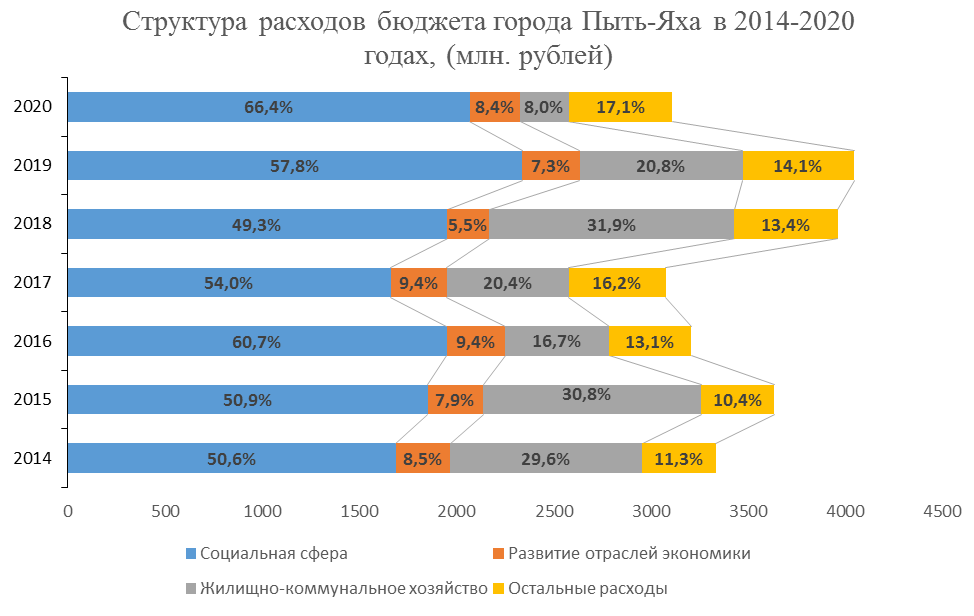 Структура расходов бюджета города Пыть-Яха в 2014-2020
годах, (млн. рублей)
2020 66,4% 8,4% 8,0% 17,1%
2019 57,8% 7,3% 20,8% 14,1%
2018 49,3% 5,5% 31,9% 13,4%
2017 54,0% 9,4% 20,4% 16,2%
2016 60,7% 9,4% 16,7% 13,1%
2015 50,9% 7,9% 30,8% 10,4%
2014 50,6% 8,5% 29,6% 11,3%
0 500 1000 1500 2000 2500 3000 3500 4000 4500
Социальная сфера Развитие отраслей экономики
Жилищно-коммунальное хозяйство Остальные расходы